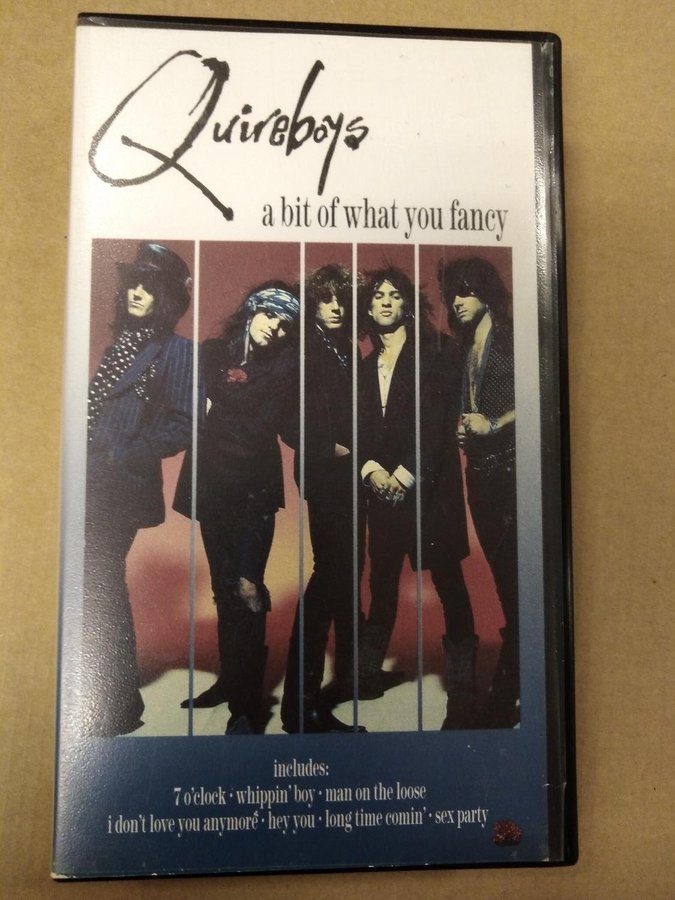 Quireboys
a bit of what you fancy
includes:
7 o'clock · whippin' boy · man on the loose
i don't love you anymore · hey you · long time comin' · sex party